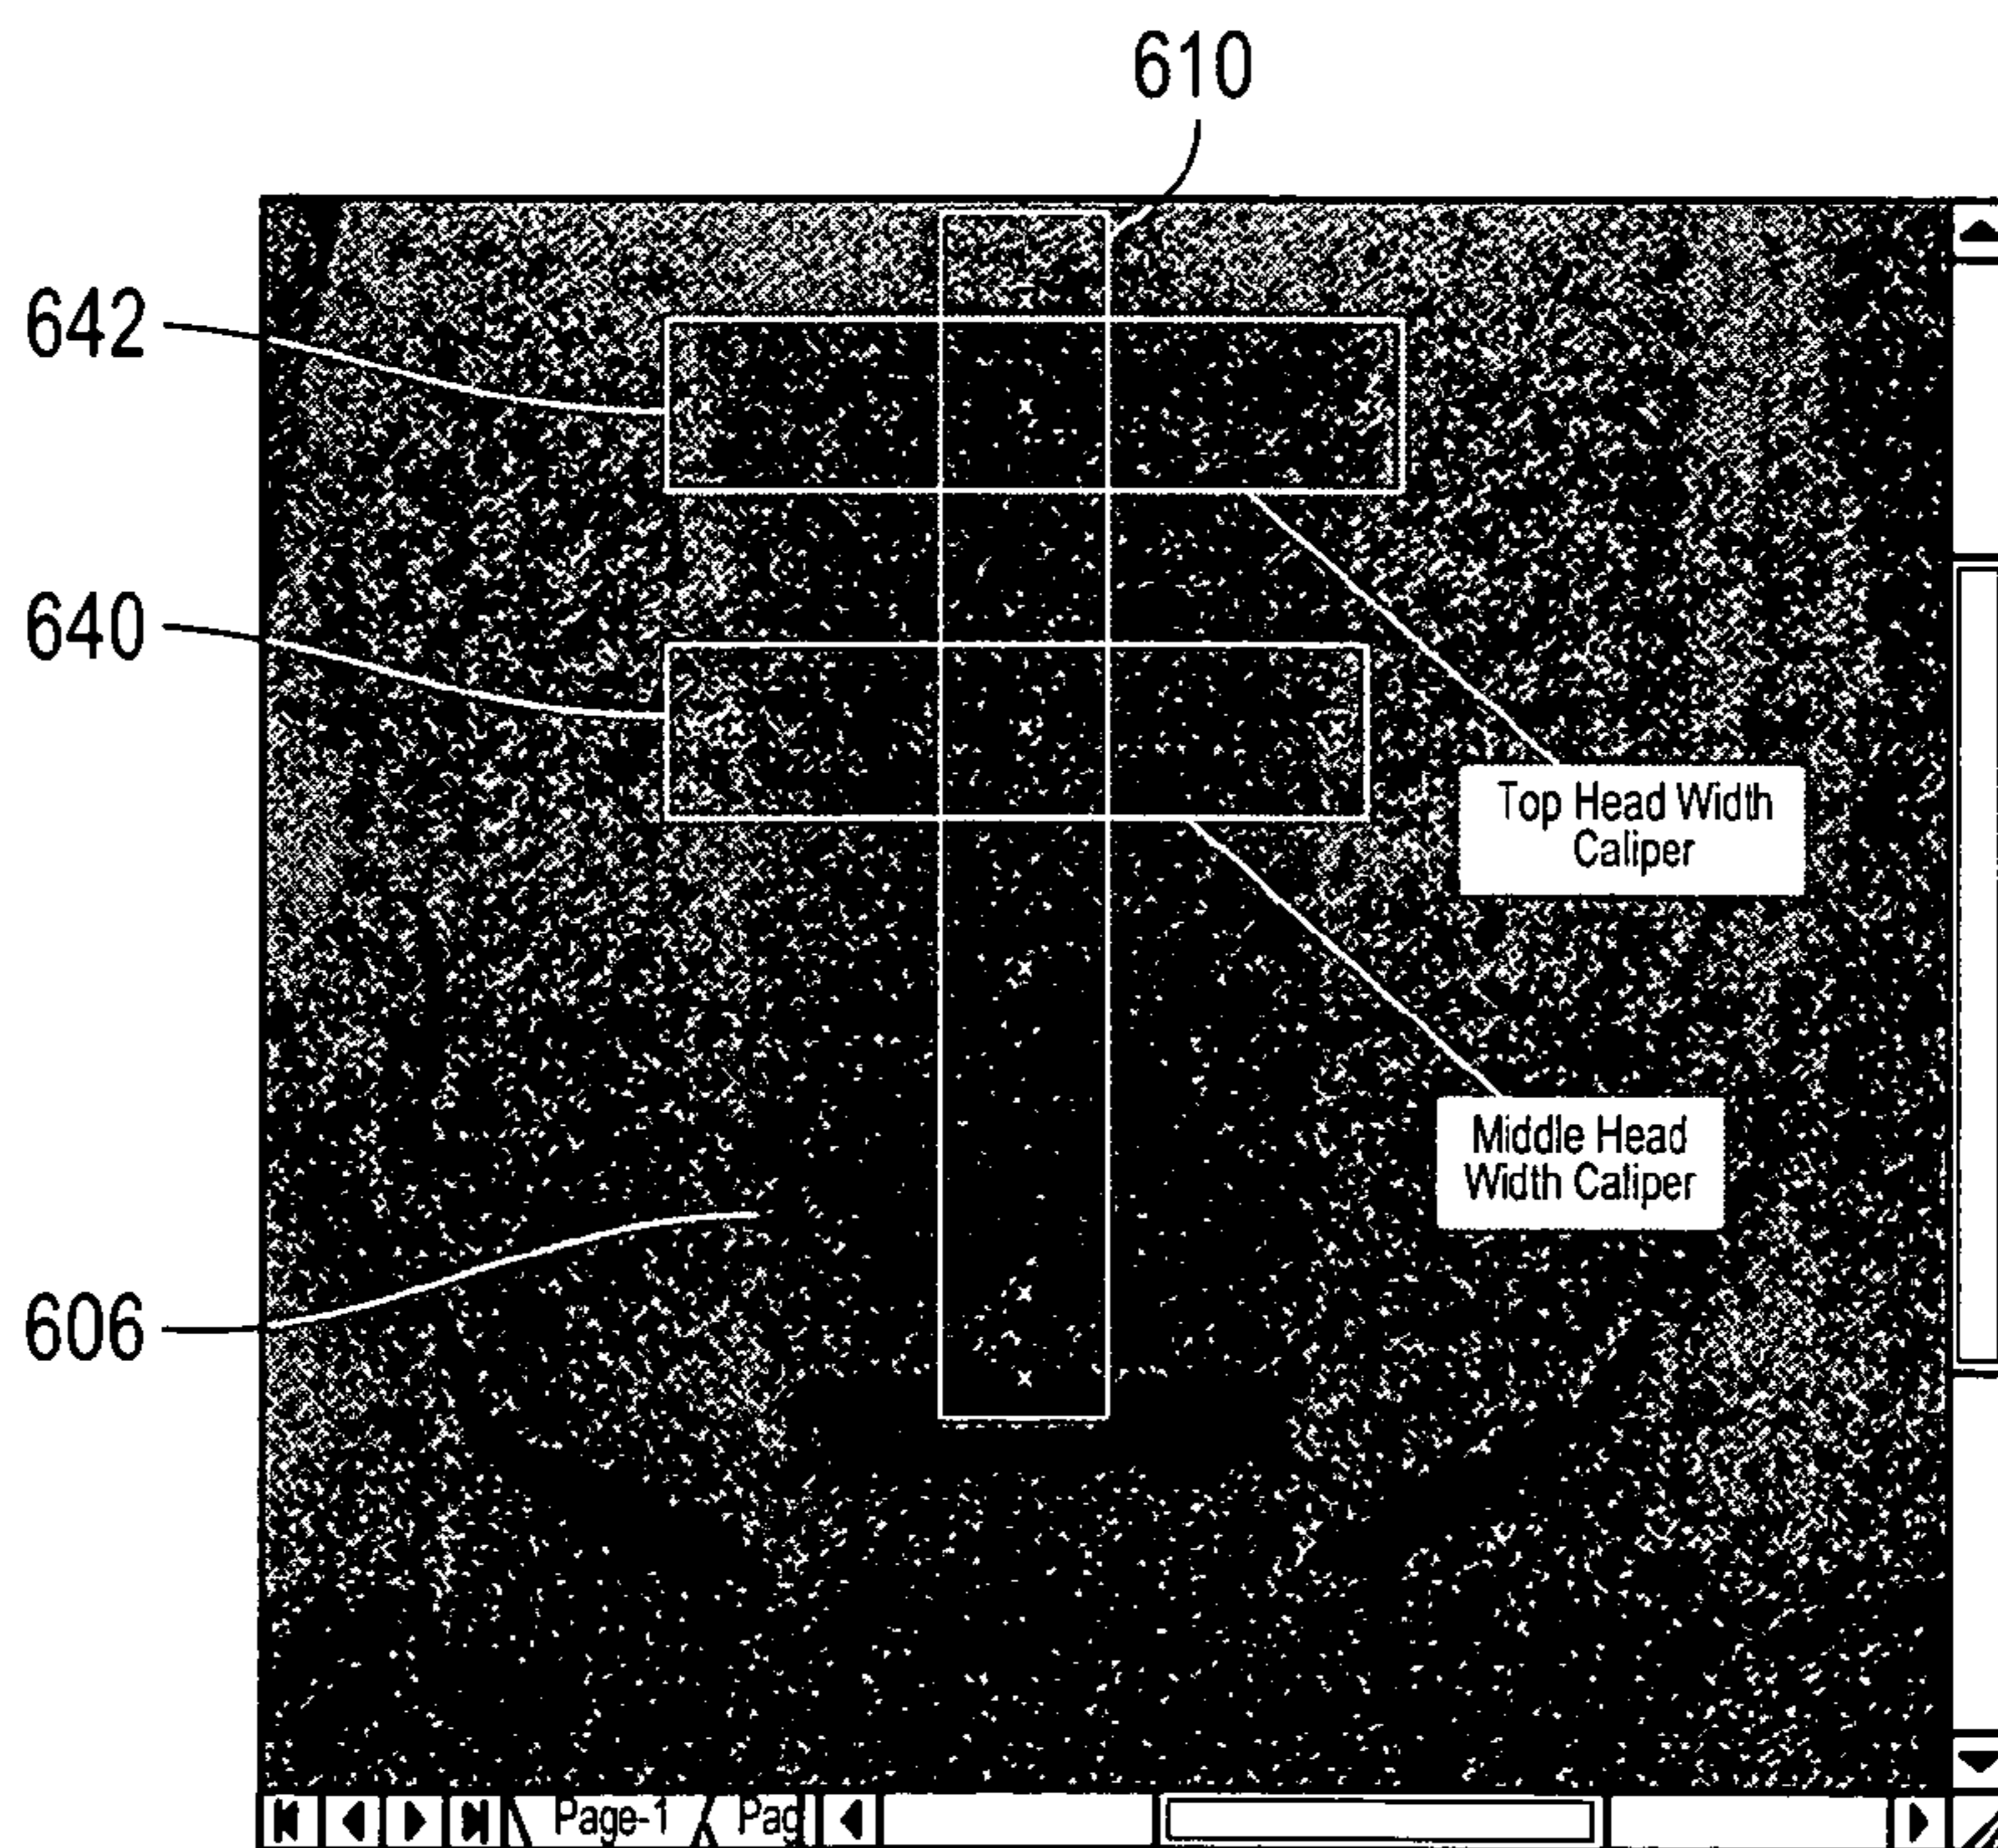 610
642
640
Top Head Width
Caliper
Middle Head
Width Caliper
606
Page-1
Pag